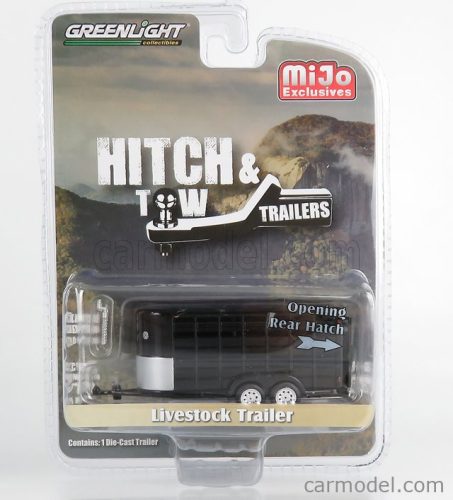 GREENLIGHT
collectibles
MiJo
Exclusives
HITCH &
TOW
TRAILERS
carmodel.com
Opening
Rear Hatch
Livestock Trailer
Contains: 1 Die-Cast Trailer
carmodel.com